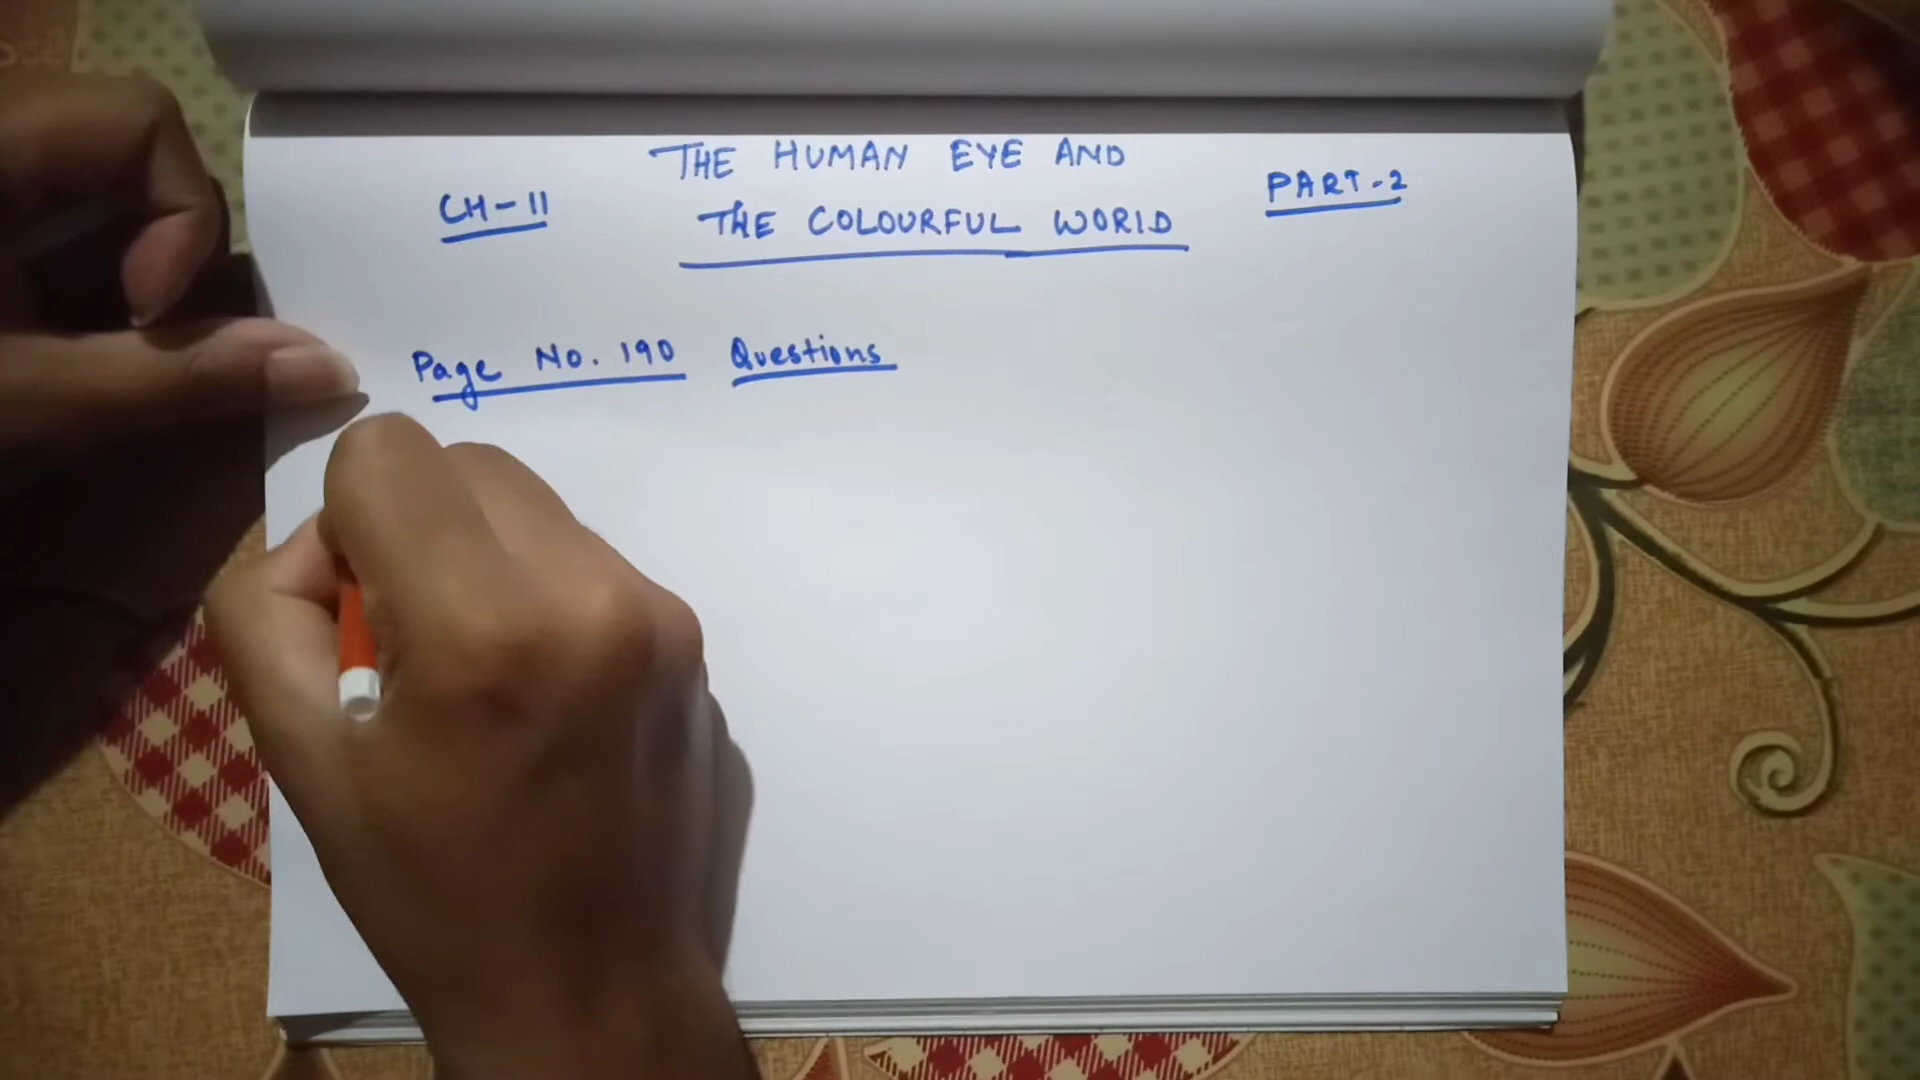 THE HUMAN EYE AND
CH-11
THE COLOURFUL WORLD
PART-2
Page No. 190 Questions